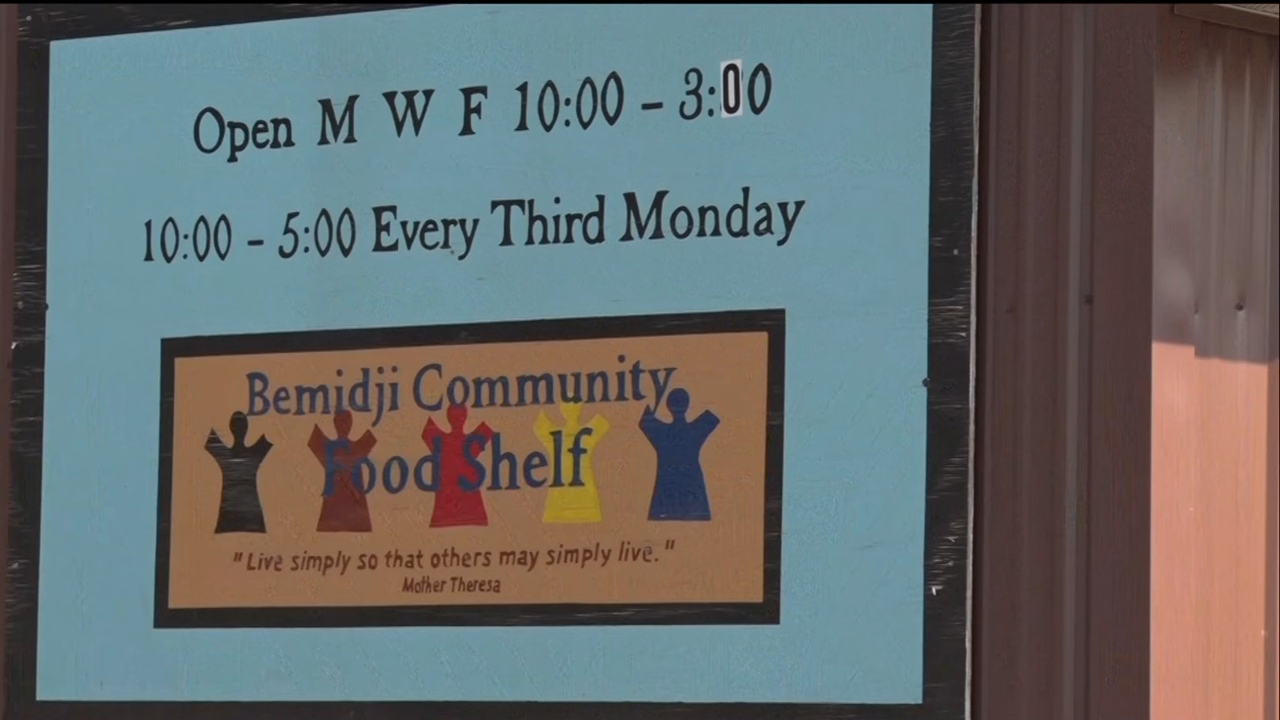 Open M W F 10:00 - 3:00
10:00 - 5:00 Every Third Monday
Bemidji Community
Food Shelf
"Live simply so that others may simply live."
Mother Theresa